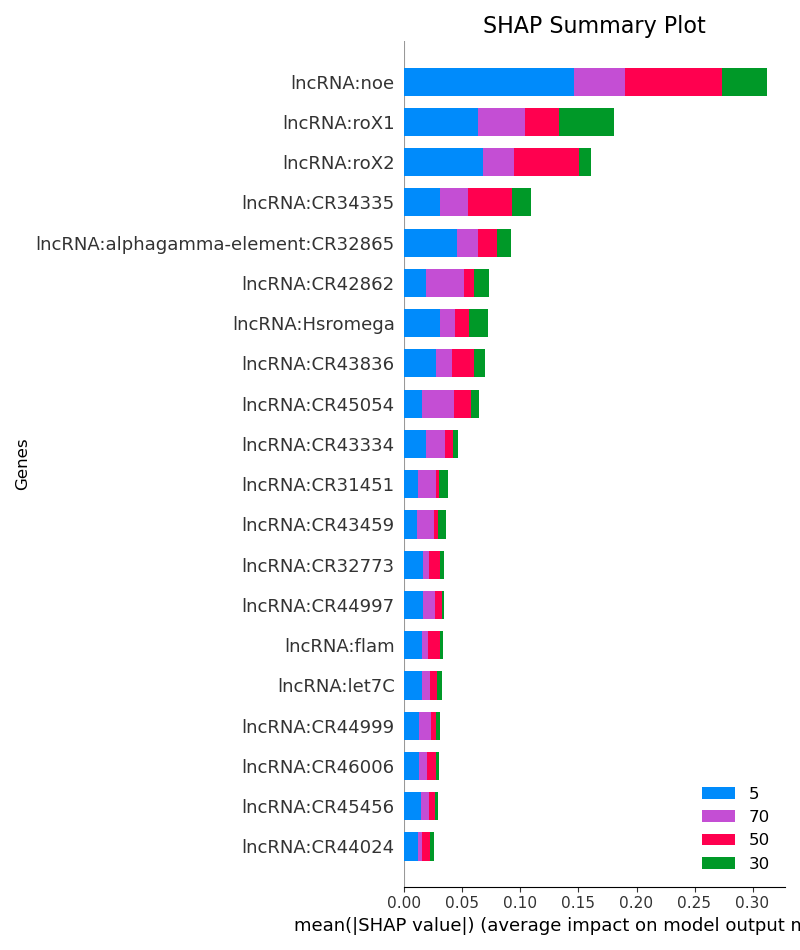 SHAP Summary Plot
lncRNA:noe
lncRNA:roX1
lncRNA:roX2
lncRNA:CR34335
lncRNA:alphagamma-element:CR32865
lncRNA:CR42862
lncRNA:Hsromega
lncRNA:CR43836
lncRNA:CR45054
lncRNA:CR43334
lncRNA:CR31451
lncRNA:CR43459
lncRNA:CR32773
lncRNA:CR44997
lncRNA:flam
lncRNA:let7C
lncRNA:CR44999
lncRNA:CR46006
lncRNA:CR45456
lncRNA:CR44024
Genes
5
70
50
30
0.00 0.05 0.10 0.15 0.20 0.25 0.30
mean(|SHAP value|) (average impact on model output